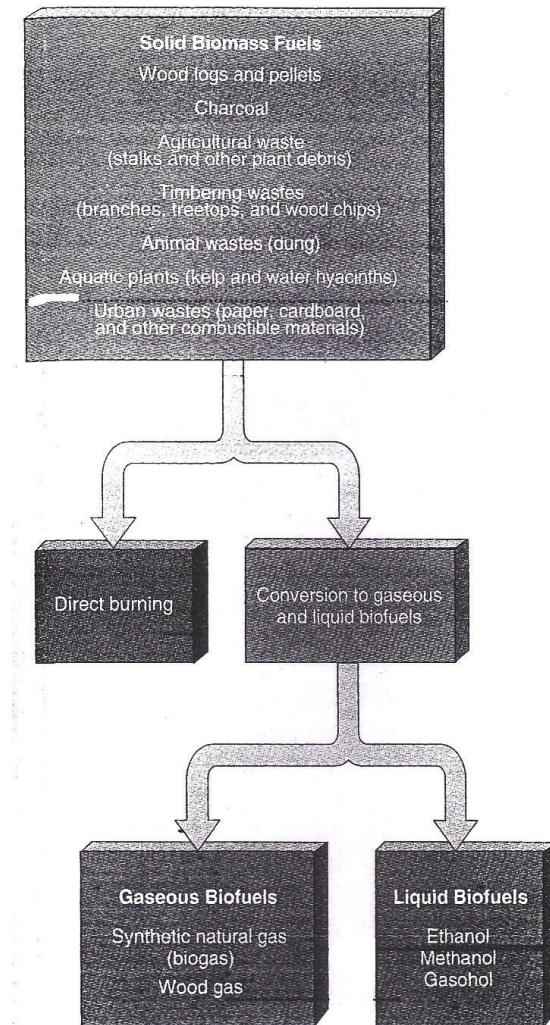 Solid Biomass Fuels
Wood logs and pellets
Charcoal
Agricultural waste
(stalks and other plant debris)
Timbering wastes
(branches, treetops, and wood chips)
Animal wastes (dung)
Aquatic plants (kelp and water hyacinths)
Urban wastes (paper, cardboard,
and other combustible materials)
Direct burning
Conversion to gaseous
and liquid biofuels
Gaseous Biofuels
Synthetic natural gas
(biogas)
Wood gas
Liquid Biofuels
Ethanol
Methanol
Gasohol